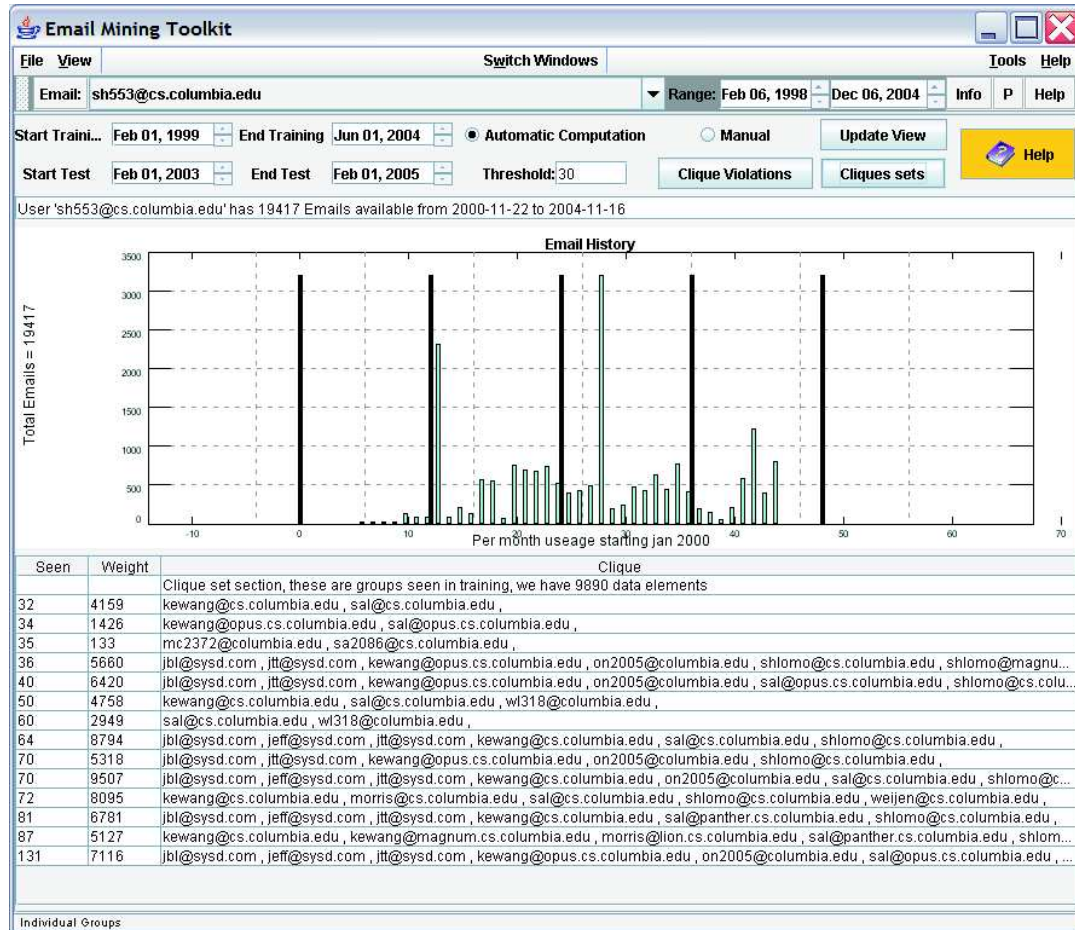 Email Mining Toolkit
File View Switch Windows Tools Help
Email: sh553@cs.columbia.edu Range: Feb 06, 1998 Dec 06, 2004 Info P Help
Start Traini... Feb 01, 1999 End Training Jun 01, 2004 Automatic Computation Manual Update View
Help
Start Test Feb 01, 2003 End Test Feb 01, 2005 Threshold: 30 Clique Violations Cliques sets
User 'sh553@cs.columbia.edu' has 19417 Emails available from 2000-11-22 to 2004-11-16
Email History
Total Emails = 19417
3500
3000
2500
2000
1500
1000
500
0
-10 0 10 20 30 40 50 60 70
Per month useage starting jan 2000
Seen Weight Clique
Clique set section, these are groups seen in training, we have 9890 data elements
32 4159 kewang@cs.columbia.edu , sal@cs.columbia.edu ,
34 1426 kewang@opus.cs.columbia.edu , sal@opus.cs.columbia.edu ,
35 133 mc2372@columbia.edu , sa2086@cs.columbia.edu ,
36 5660 jbl@sysd.com , jtt@sysd.com , kewang@opus.cs.columbia.edu , on2005@columbia.edu , shlomo@cs.columbia.edu , shlomo@magnu...
40 6420 jbl@sysd.com , jtt@sysd.com , kewang@opus.cs.columbia.edu , on2005@columbia.edu , sal@opus.cs.columbia.edu , shlomo@cs.colu...
50 4758 kewang@cs.columbia.edu , sal@cs.columbia.edu , wl318@columbia.edu ,
60 2949 sal@cs.columbia.edu , wl318@columbia.edu ,
64 8794 jbl@sysd.com , jeff@sysd.com , jtt@sysd.com , kewang@cs.columbia.edu , sal@cs.columbia.edu , shlomo@cs.columbia.edu ,
70 5318 jbl@sysd.com , jtt@sysd.com , kewang@opus.cs.columbia.edu , on2005@columbia.edu , shlomo@cs.columbia.edu ,
70 9507 jbl@sysd.com , jeff@sysd.com , jtt@sysd.com , kewang@cs.columbia.edu , on2005@columbia.edu , sal@cs.columbia.edu , shlomo@c...
72 8095 kewang@cs.columbia.edu , morris@cs.columbia.edu , sal@cs.columbia.edu , shlomo@cs.columbia.edu , weijen@cs.columbia.edu ,
81 6781 jbl@sysd.com , jeff@sysd.com , jtt@sysd.com , kewang@cs.columbia.edu , sal@panther.cs.columbia.edu , shlomo@cs.columbia.edu ,
87 5127 kewang@cs.columbia.edu , kewang@magnum.cs.columbia.edu , morris@lion.cs.columbia.edu , sal@panther.cs.columbia.edu , shlom...
131 7116 jbl@sysd.com , jeff@sysd.com , jtt@sysd.com , kewang@opus.cs.columbia.edu , on2005@columbia.edu , sal@opus.cs.columbia.edu , ...
Individual Groups